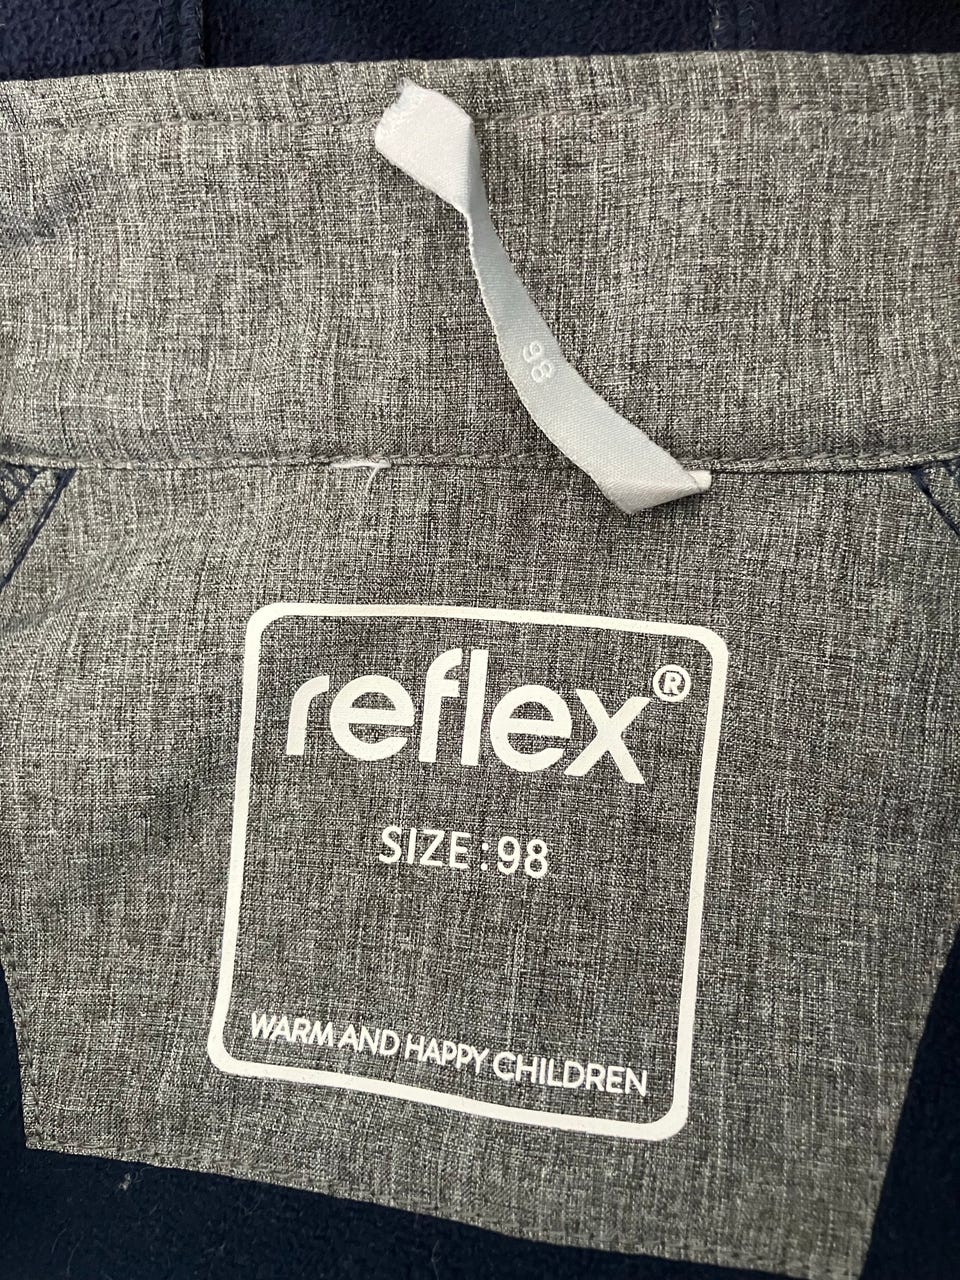 98
reflex®
SIZE:98
WARM AND HAPPY CHILDREN